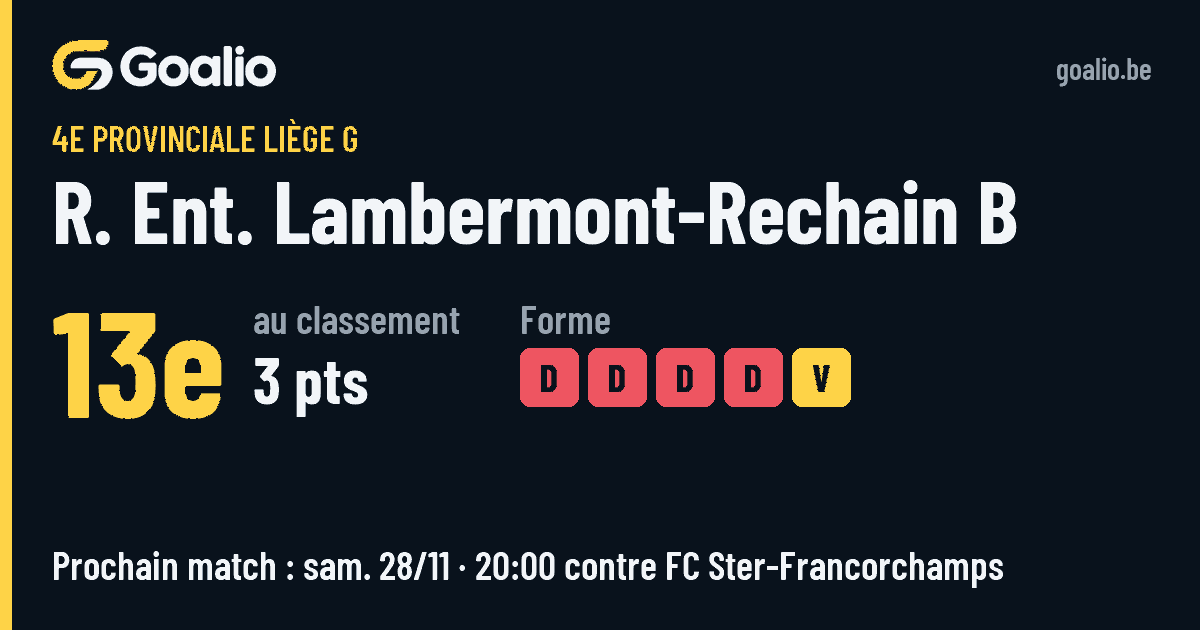 Goalio
goalio.be
4E PROVINCIALE LIÈGE G
R. Ent. Lambermont-Rechain B
13e
au classement
3 pts
Forme
D D D D V
Prochain match : sam. 28/11 · 20:00 contre FC Ster-Francorchamps